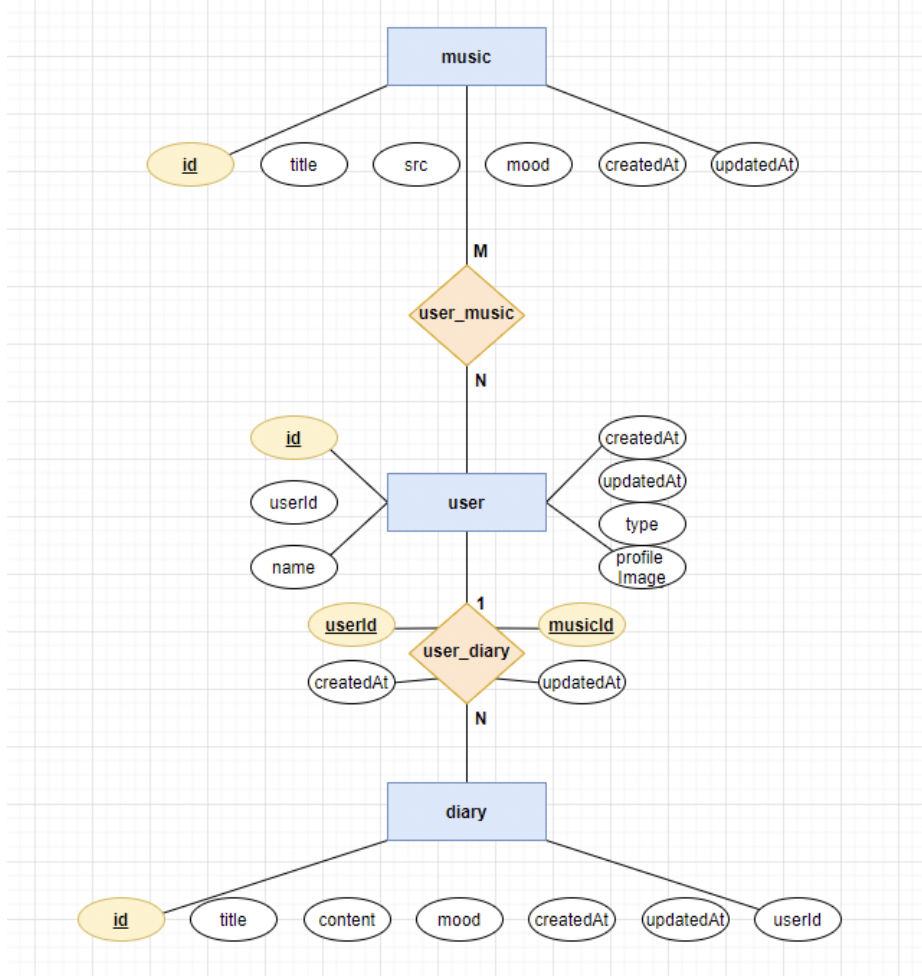 music
id
title
src
mood
createdAt
updatedAt
M
user_music
N
id
userId
name
user
createdAt
updatedAt
type
profile
Image
1
userId
musicId
user_diary
createdAt
updatedAt
N
diary
id
title
content
mood
createdAt
updatedAt
userId